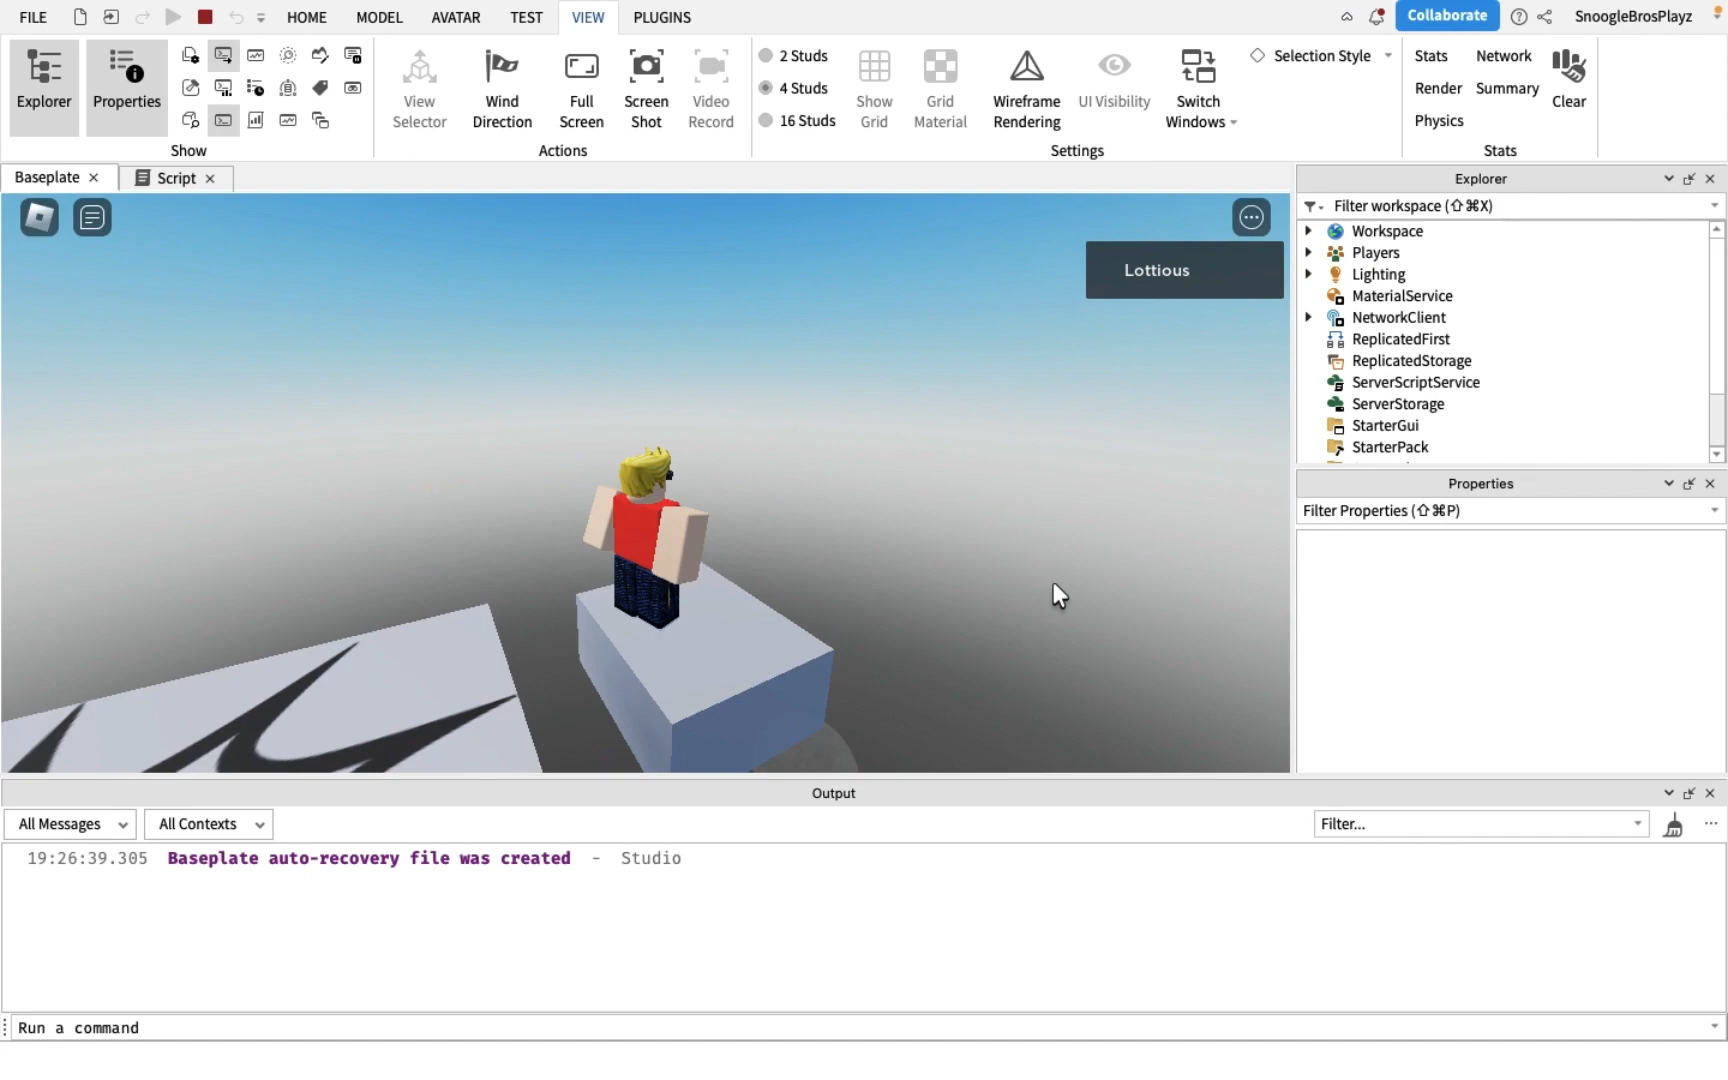 FILE HOME MODEL AVATAR TEST VIEW PLUGINS Collaborate SnoogleBrosPlayz
Explorer Properties
Show
View Selector
Wind Direction
Full Screen
Screen Shot
Video Record
Actions
2 Studs
4 Studs
16 Studs
Show Grid
Grid Material
Wireframe Rendering
UI Visibility
Switch Windows
Selection Style
Settings
Stats Network
Render Summary
Physics
Clear
Stats
Baseplate Script
Lottious
Explorer
Filter workspace (⇧⌘X)
Workspace
Players
Lighting
MaterialService
NetworkClient
ReplicatedFirst
ReplicatedStorage
ServerScriptService
ServerStorage
StarterGui
StarterPack
Properties
Filter Properties (⇧⌘P)
Output
All Messages All Contexts Filter...
19:26:39.305 Baseplate auto-recovery file was created - Studio
Run a command